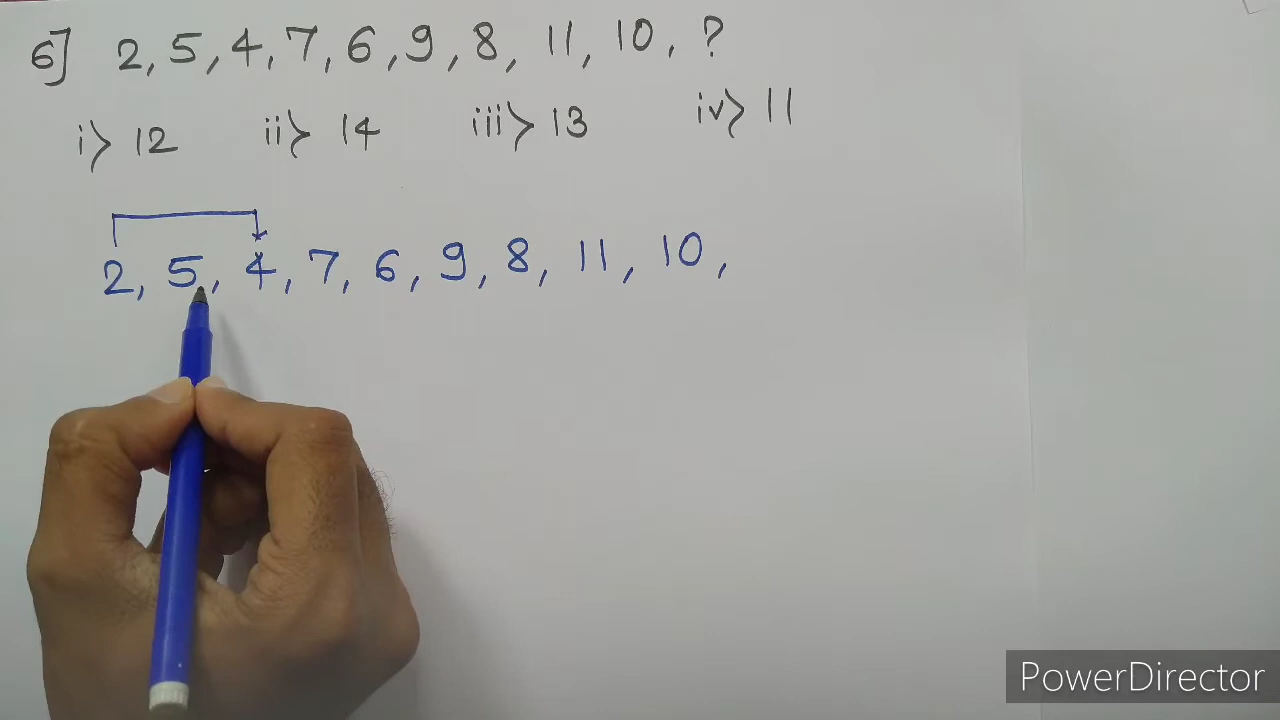 6] 2, 5, 4, 7, 6, 9, 8, 11, 10, ?
i> 12 ii> 14 iii> 13 iv> 11
2, 5, 4, 7, 6, 9, 8, 11, 10,
PowerDirector